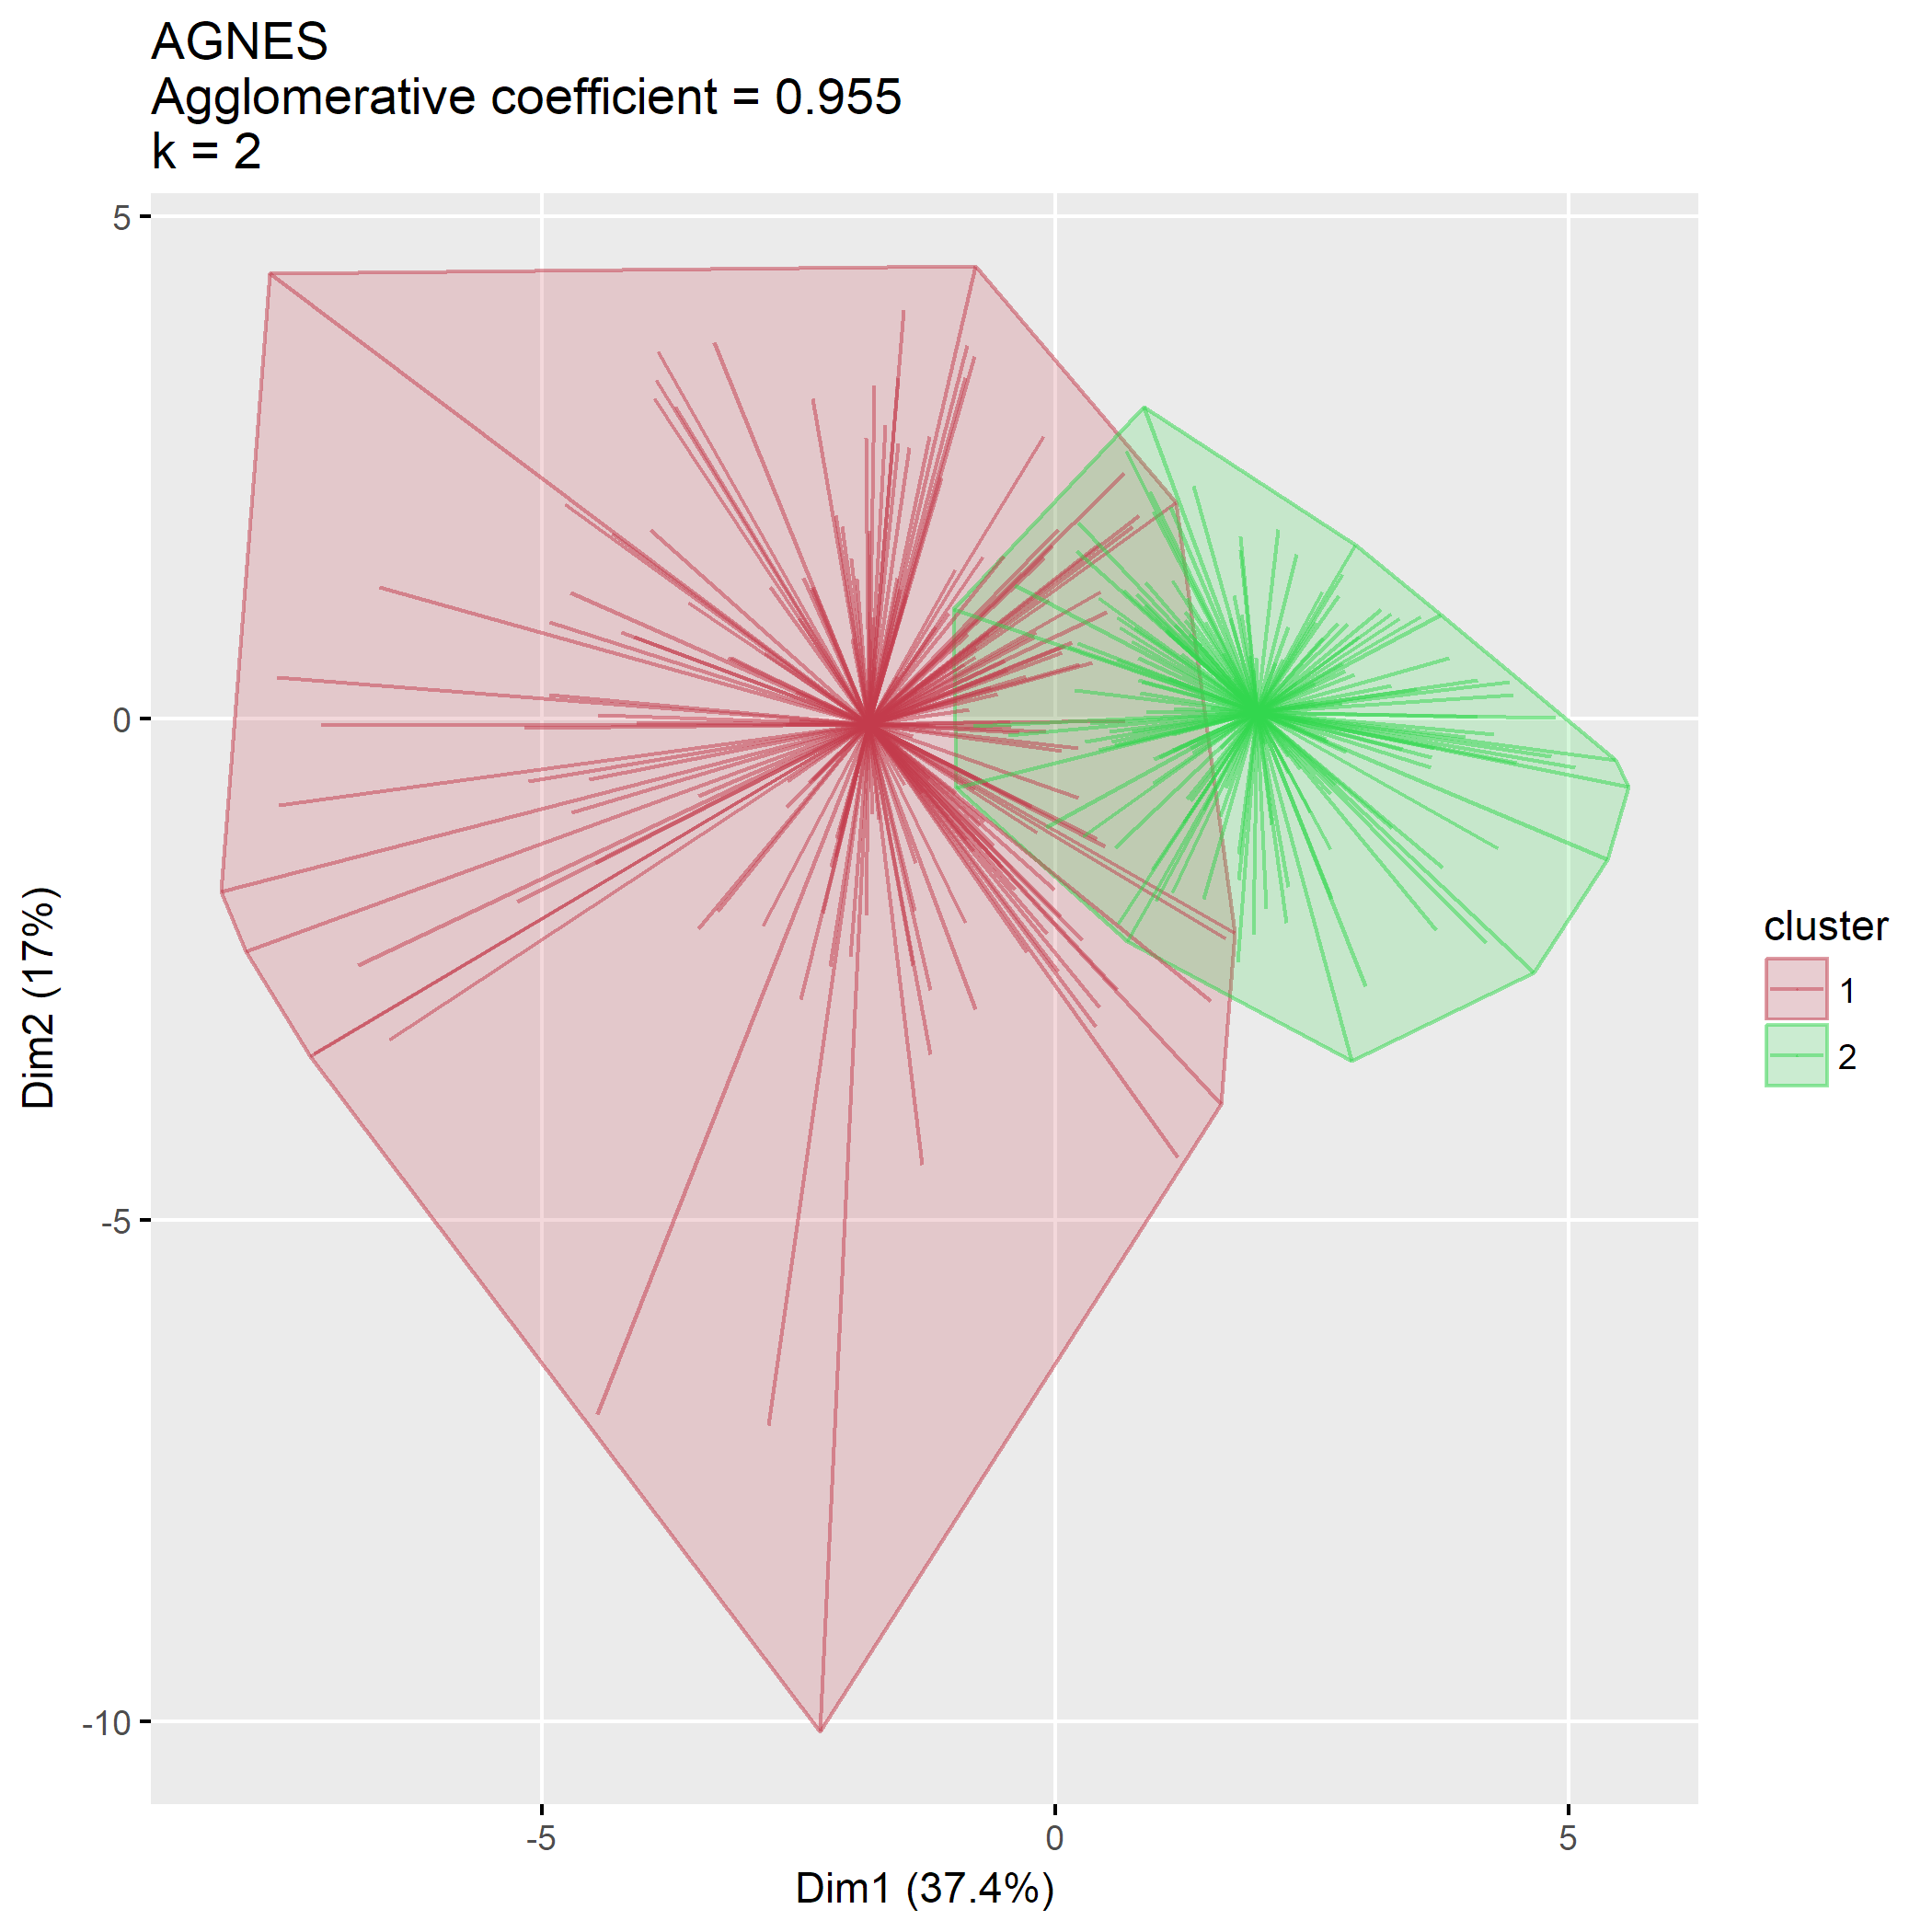 AGNES
Agglomerative coefficient = 0.955
k = 2
5
0
-5
-10
Dim2 (17%)
-5
0
5
Dim1 (37.4%)
cluster
1
2